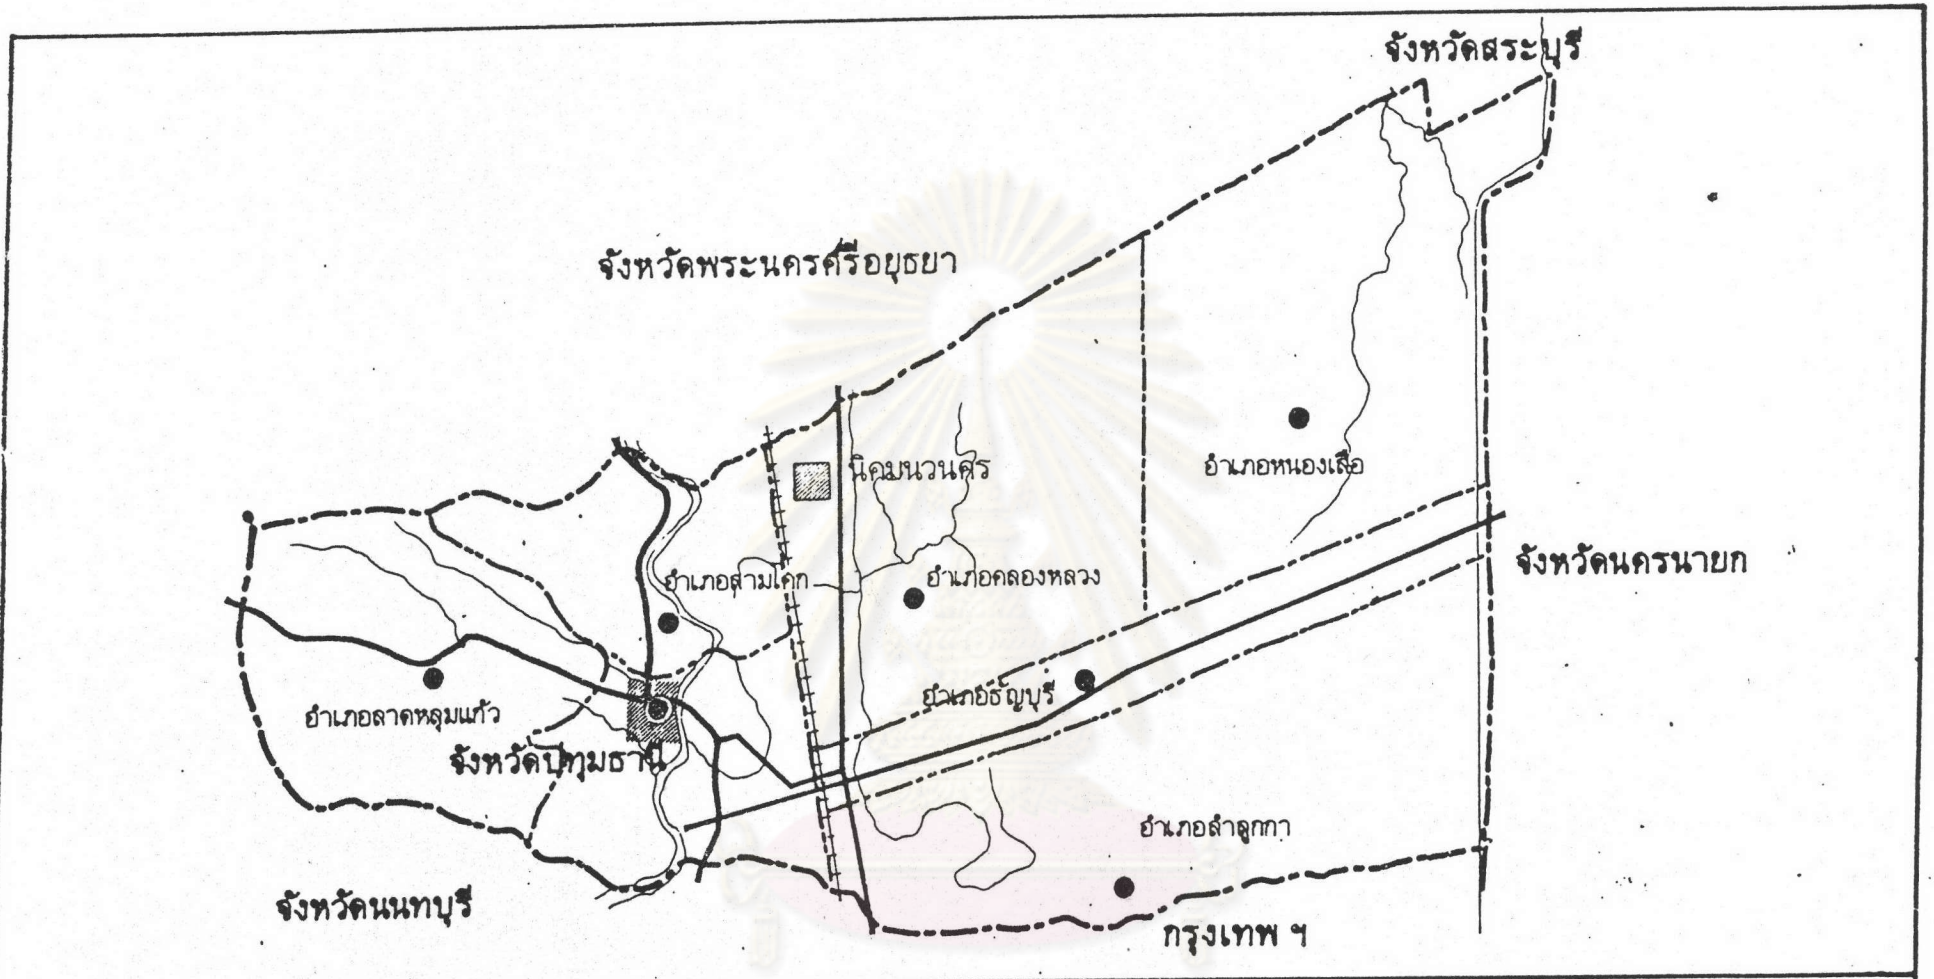 จังหวัดสระบุรี
จังหวัดพระนครศรีอยุธยา
นิคมนวนคร
อำเภอหนองเสือ
จังหวัดนครนายก
อำเภอสามโคก
อำเภอคลองหลวง
อำเภอธัญบุรี
อำเภอลาดหลุมแก้ว
จังหวัดปทุมธานี
อำเภอลำลูกกา
จังหวัดนนทบุรี
กรุงเทพ ฯ